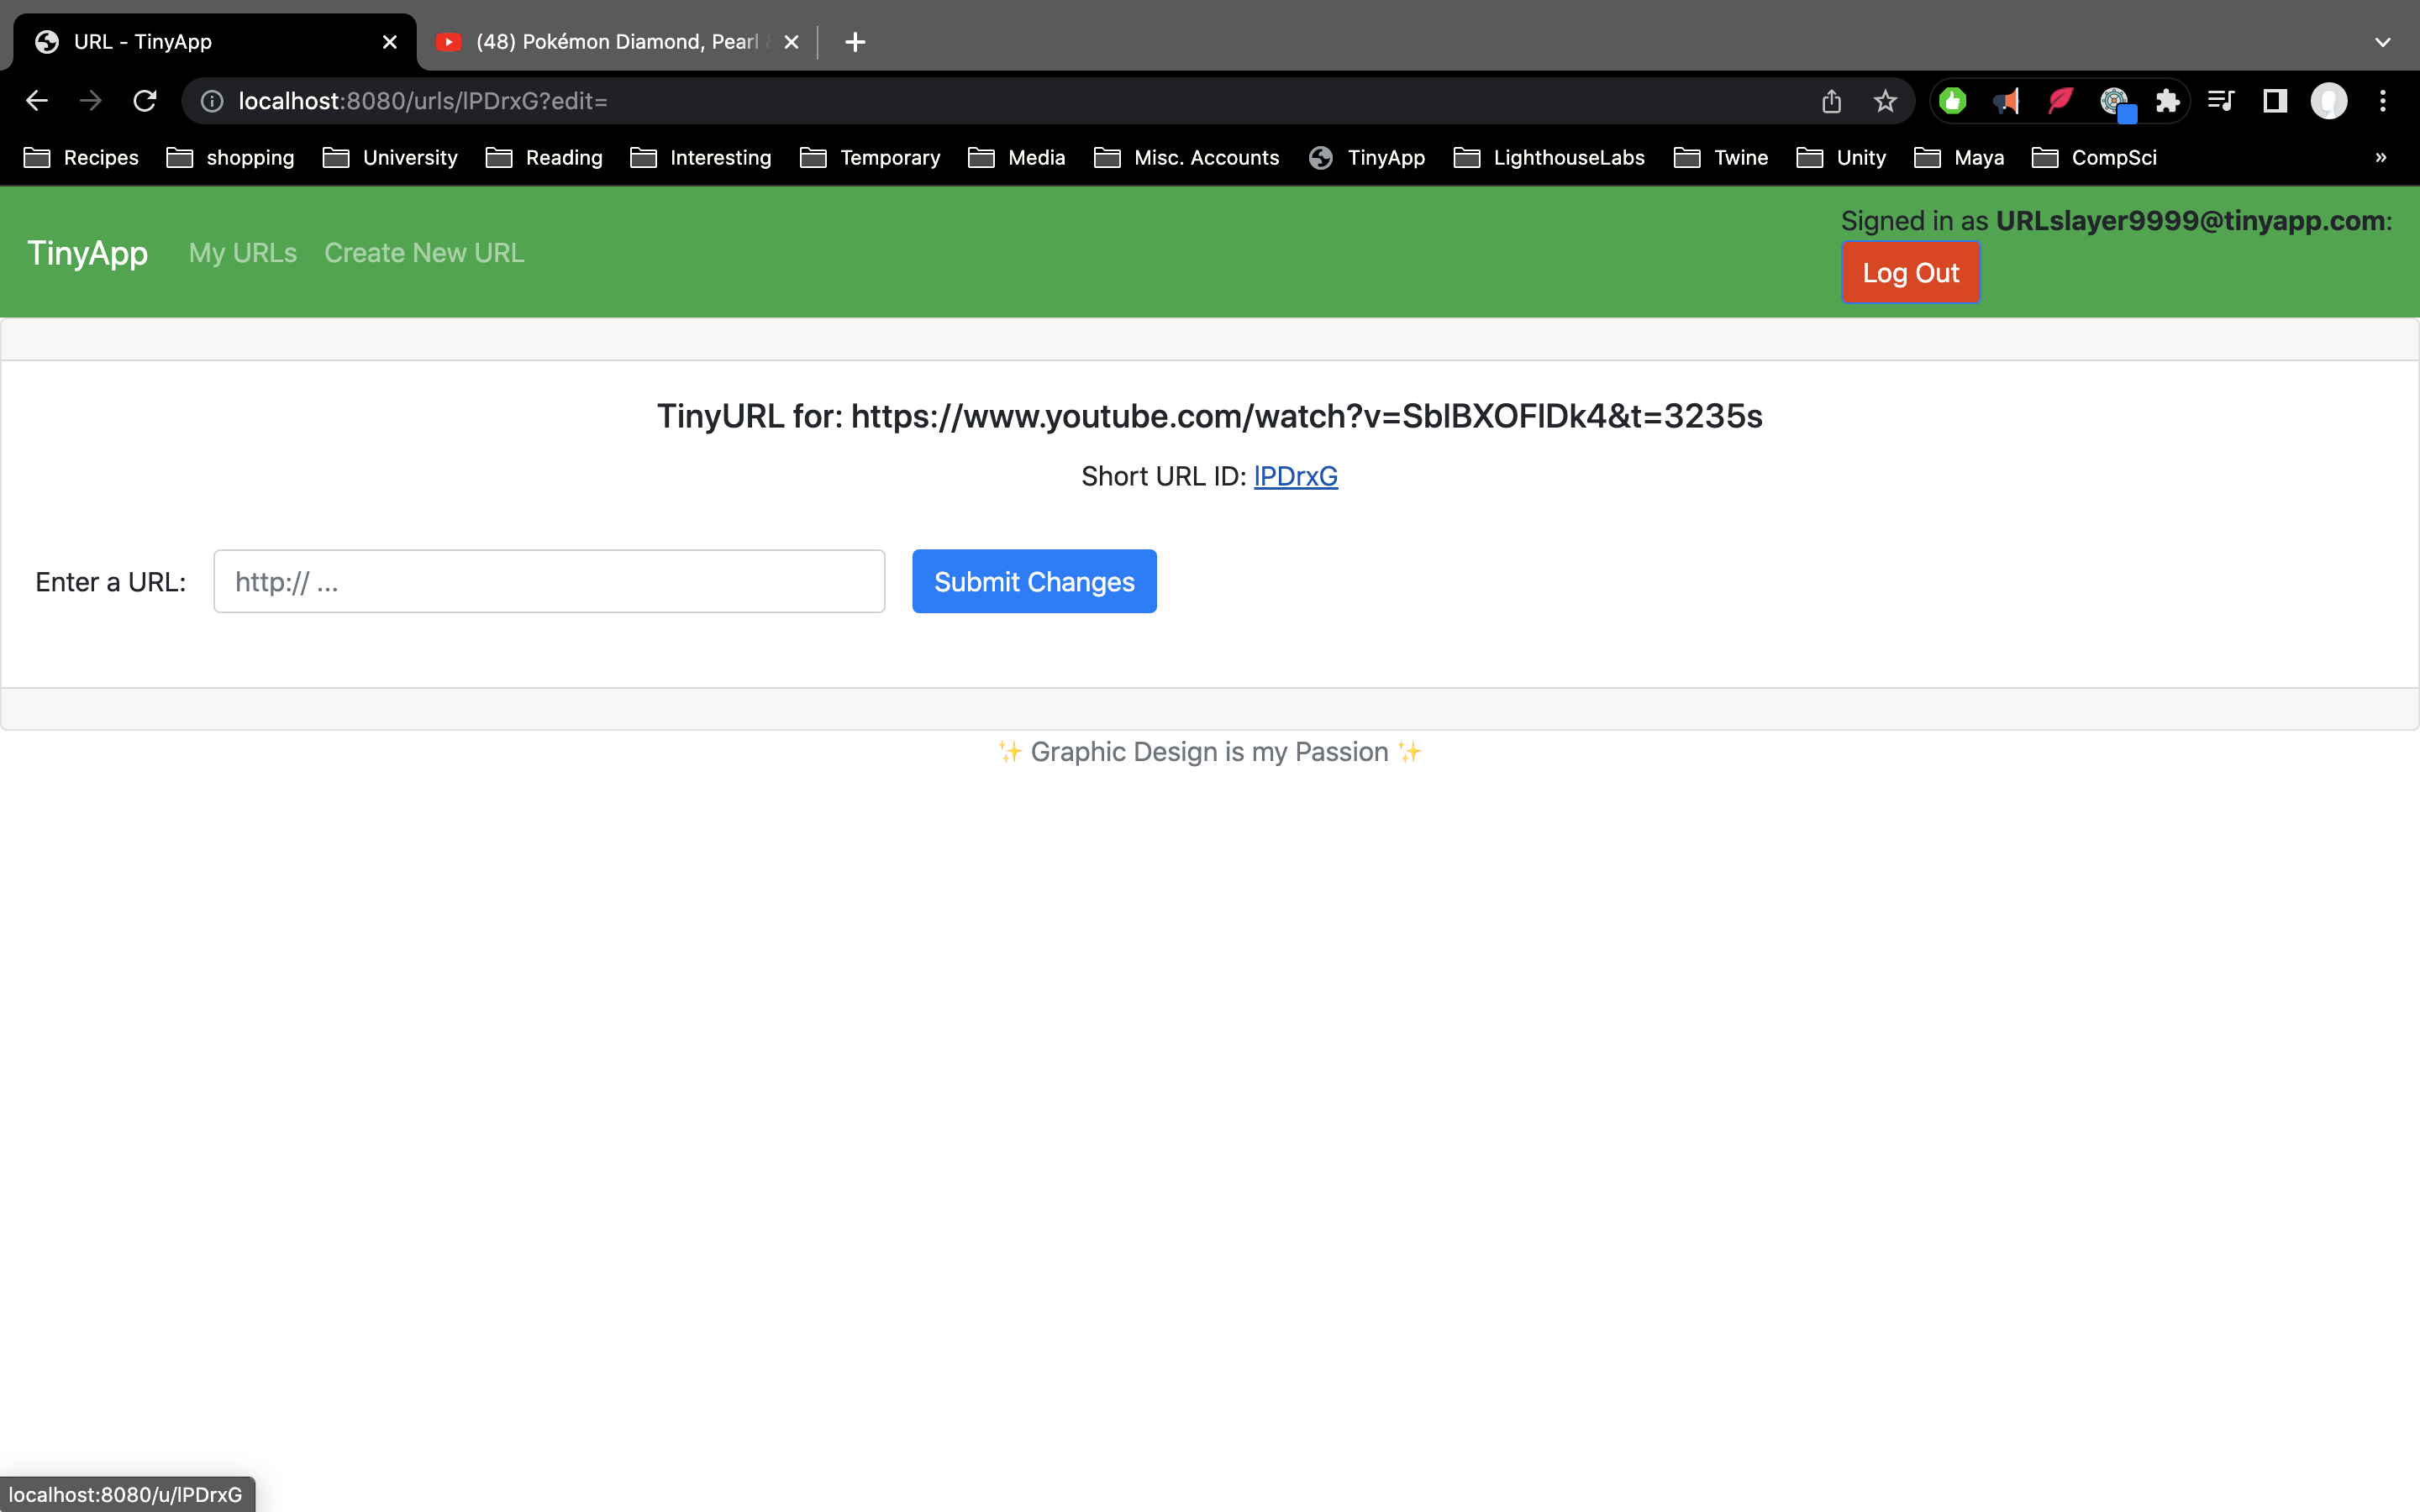 URL - TinyApp
(48) Pokémon Diamond, Pearl
localhost:8080/urls/lPDrxG?edit=
Recipes shopping University Reading Interesting Temporary Media Misc. Accounts TinyApp LighthouseLabs Twine Unity Maya CompSci »
Signed in as URLslayer9999@tinyapp.com:
TinyApp My URLs Create New URL
Log Out
TinyURL for: https://www.youtube.com/watch?v=SblBXOFlDk4&t=3235s
Short URL ID: lPDrxG
Enter a URL: http:// ... Submit Changes
✨ Graphic Design is my Passion ✨
localhost:8080/u/lPDrxG